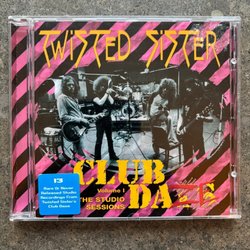 TWISTED SISTER
CLUB
Volume I
DAZE
THE STUDIO
SESSIONS
13
Rare Or Never
Released Studio
Recordings From
Twisted Sister's
Club Daze